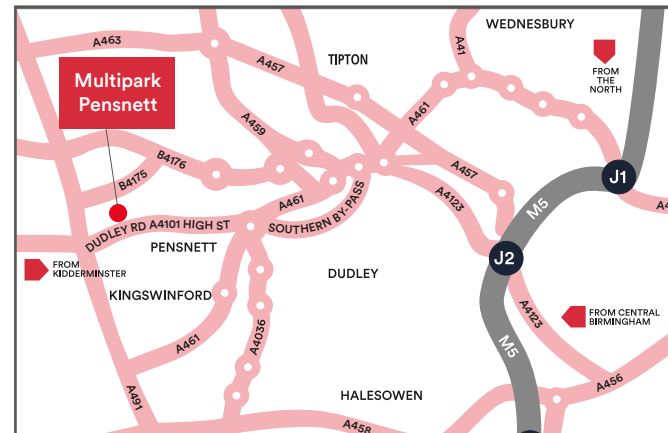 WEDNESBURY
A463
A41
TIPTON
FROM
THE
NORTH
A457
Multipark
Pensnett
A461
A459
B4176
A457
J1
B4175
A461
A4123
M5
A4
DUDLEY RD A4101 HIGH ST
SOUTHERN BY-PASS
PENSNETT
J2
FROM
KIDDERMINSTER
DUDLEY
KINGSWINFORD
A4123
FROM CENTRAL
BIRMINGHAM
A461
A4036
M5
A491
A456
HALESOWEN
A458